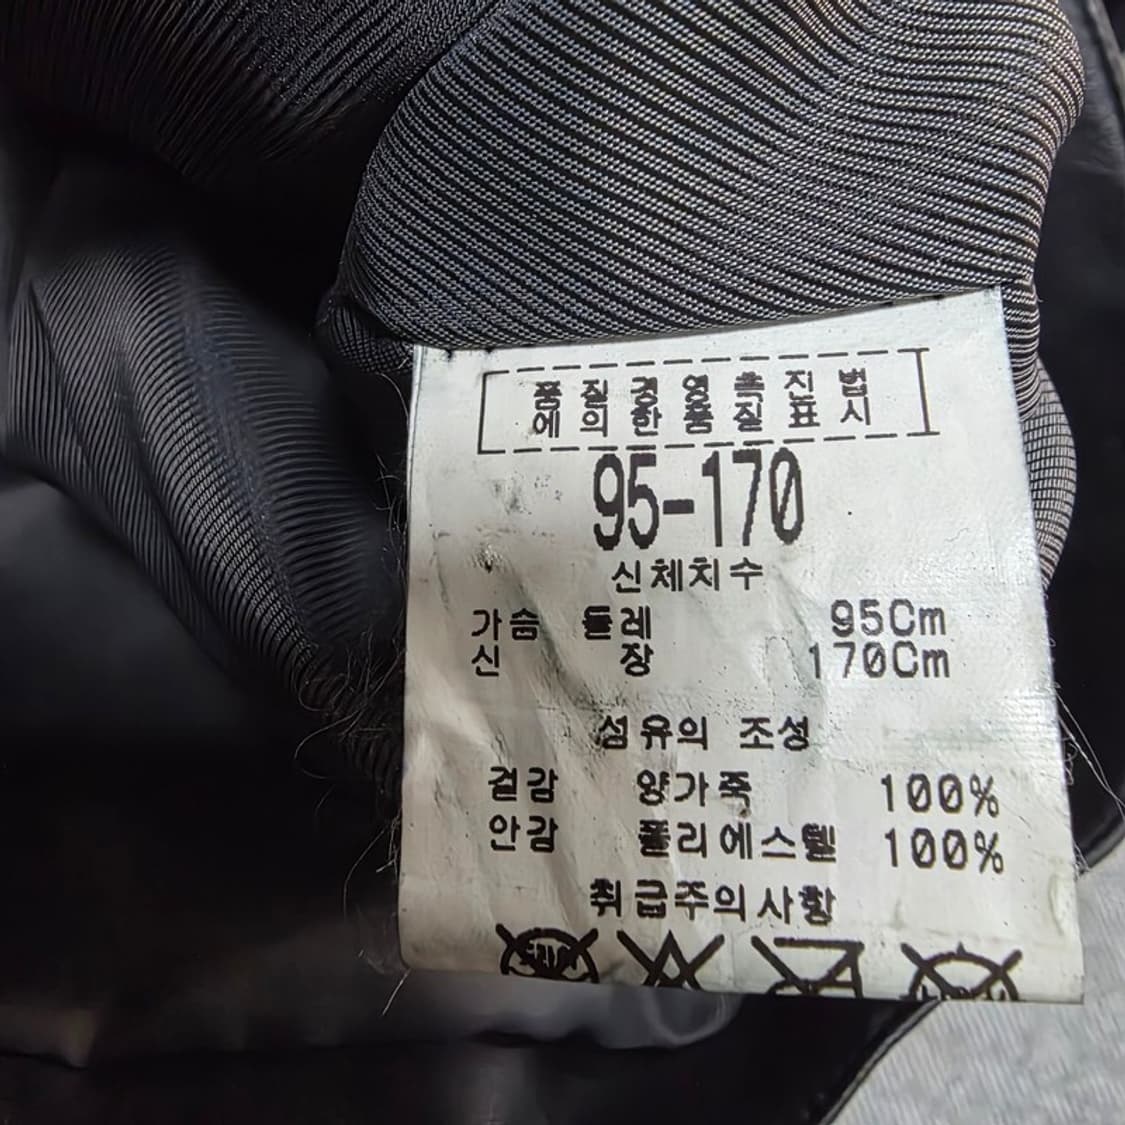 품질경영촉진법
에의한품질표시
95-170
신체치수
가슴 둘레 95Cm
신 장 170Cm
섬유의 조성
겉감 양가죽 100%
안감 폴리에스텔 100%
취급주의사항